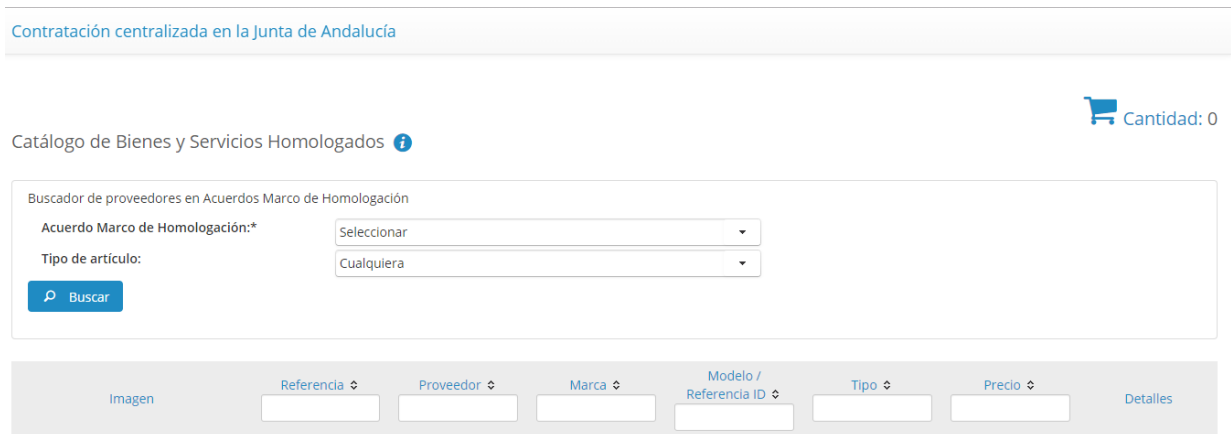 Contratación centralizada en la Junta de Andalucía
Cantidad: 0
Catálogo de Bienes y Servicios Homologados i
Buscador de proveedores en Acuerdos Marco de Homologación
Acuerdo Marco de Homologación:* Seleccionar
Tipo de artículo: Cualquiera
Buscar
Imagen Referencia Proveedor Marca Modelo / Referencia ID Tipo Precio Detalles